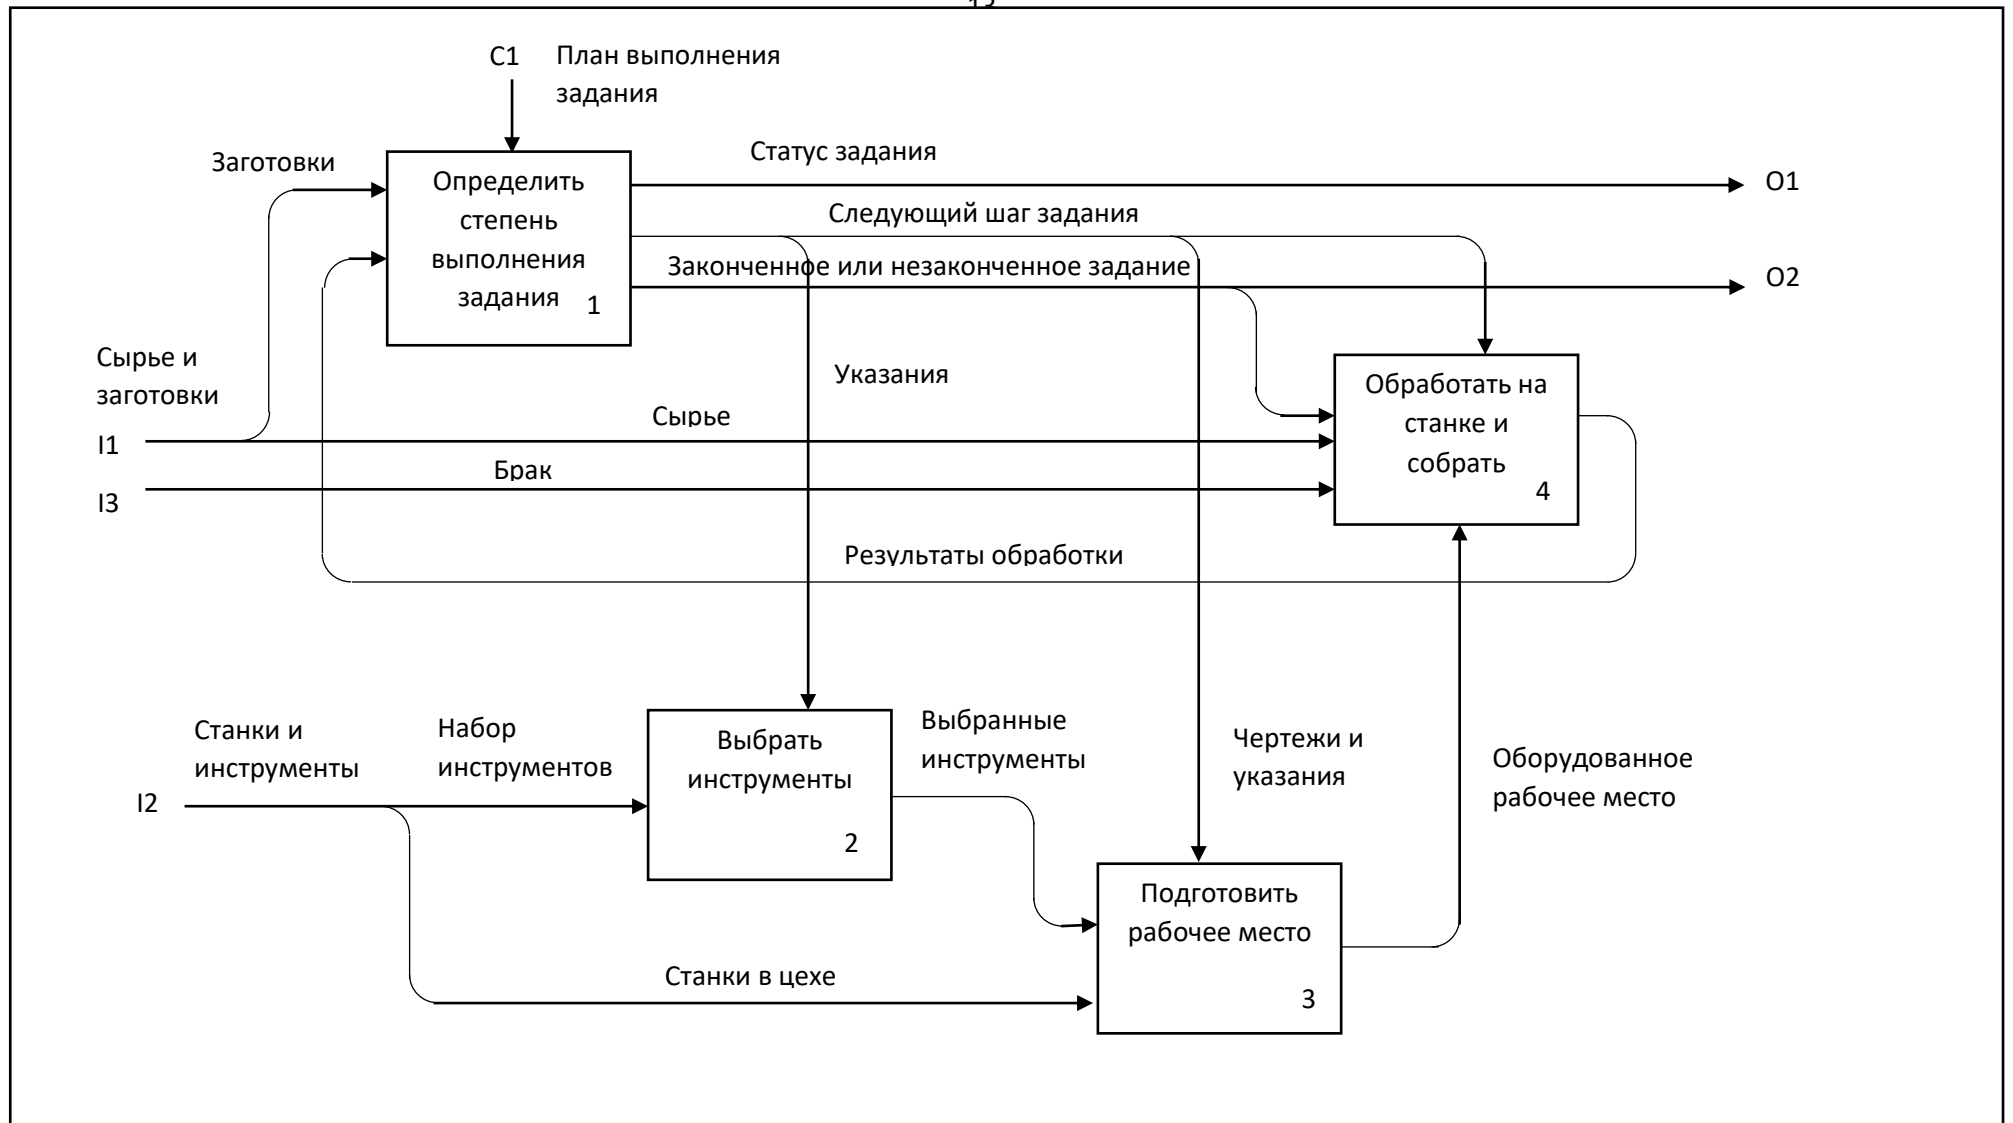 C1
План выполнения
задания
Заготовки
Определить
степень
выполнения
задания
1
Статус задания
O1
Следующий шаг задания
Законченное или незаконченное задание
O2
Сырье и
заготовки
Указания
Обработать на
станке и
собрать
4
Сырье
I1
Брак
I3
Результаты обработки
Станки и
инструменты
Набор
инструментов
Выбрать
инструменты
2
Выбранные
инструменты
Чертежи и
указания
Оборудованное
рабочее место
I2
Подготовить
рабочее место
3
Станки в цехе